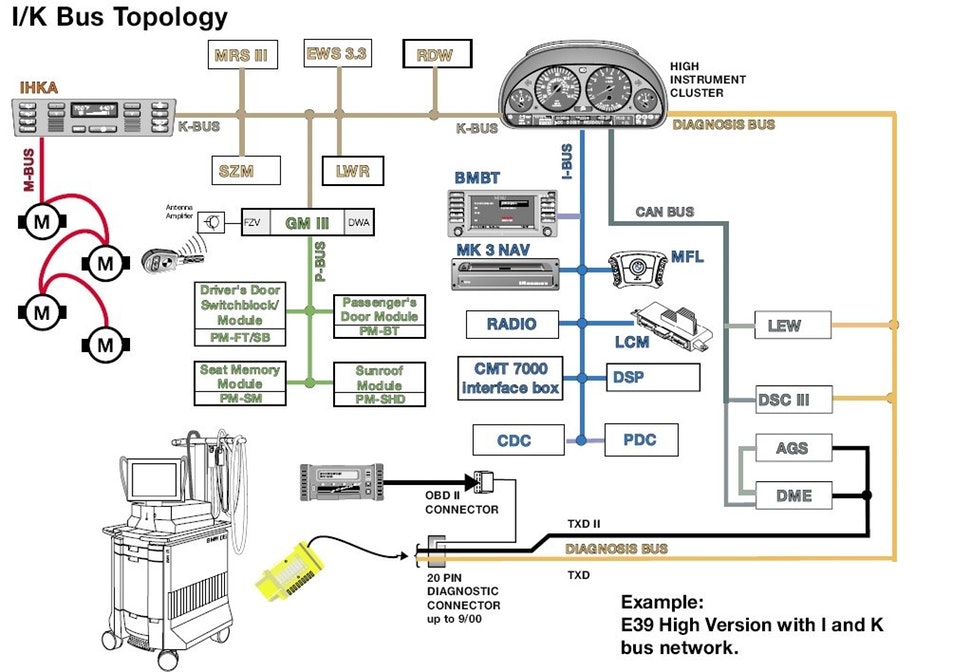 I/K Bus Topology
MRS III
EWS 3.3
RDW
HIGH
INSTRUMENT
CLUSTER
IHKA
K-BUS
K-BUS
DIAGNOSIS BUS
M-BUS
I-BUS
SZM
LWR
BMBT
Antenna
Amplifier
FZV
GM III
DWA
CAN BUS
P-BUS
MK 3 NAV
MFL
M
M
M
M
Driver's Door
Switchblock/
Module
PM-FT/SB
Passenger's
Door Module
PM-BT
RADIO
LCM
LEW
Seat Memory
Module
PM-SM
Sunroof
Module
PM-SHD
CMT 7000
interface box
DSP
DSC III
CDC
PDC
AGS
DME
OBD II
CONNECTOR
TXD II
DIAGNOSIS BUS
TXD
20 PIN
DIAGNOSTIC
CONNECTOR
up to 9/00
Example:
E39 High Version with I and K
bus network.